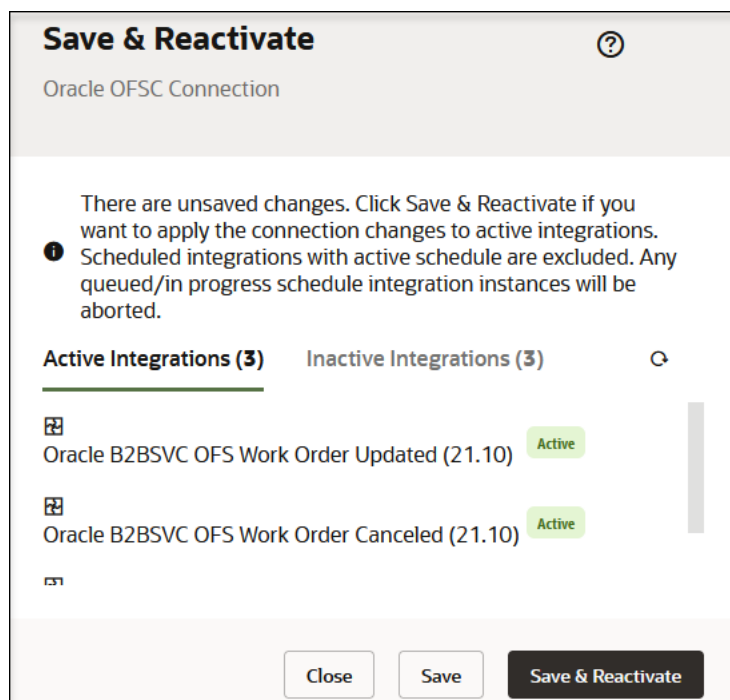 Save & Reactivate
Oracle OFSC Connection
There are unsaved changes. Click Save & Reactivate if you
want to apply the connection changes to active integrations.
Scheduled integrations with active schedule are excluded. Any
queued/in progress schedule integration instances will be
aborted.
Active Integrations (3) Inactive Integrations (3)
Oracle B2BSVC OFS Work Order Updated (21.10) Active
Oracle B2BSVC OFS Work Order Canceled (21.10) Active
Close Save Save & Reactivate